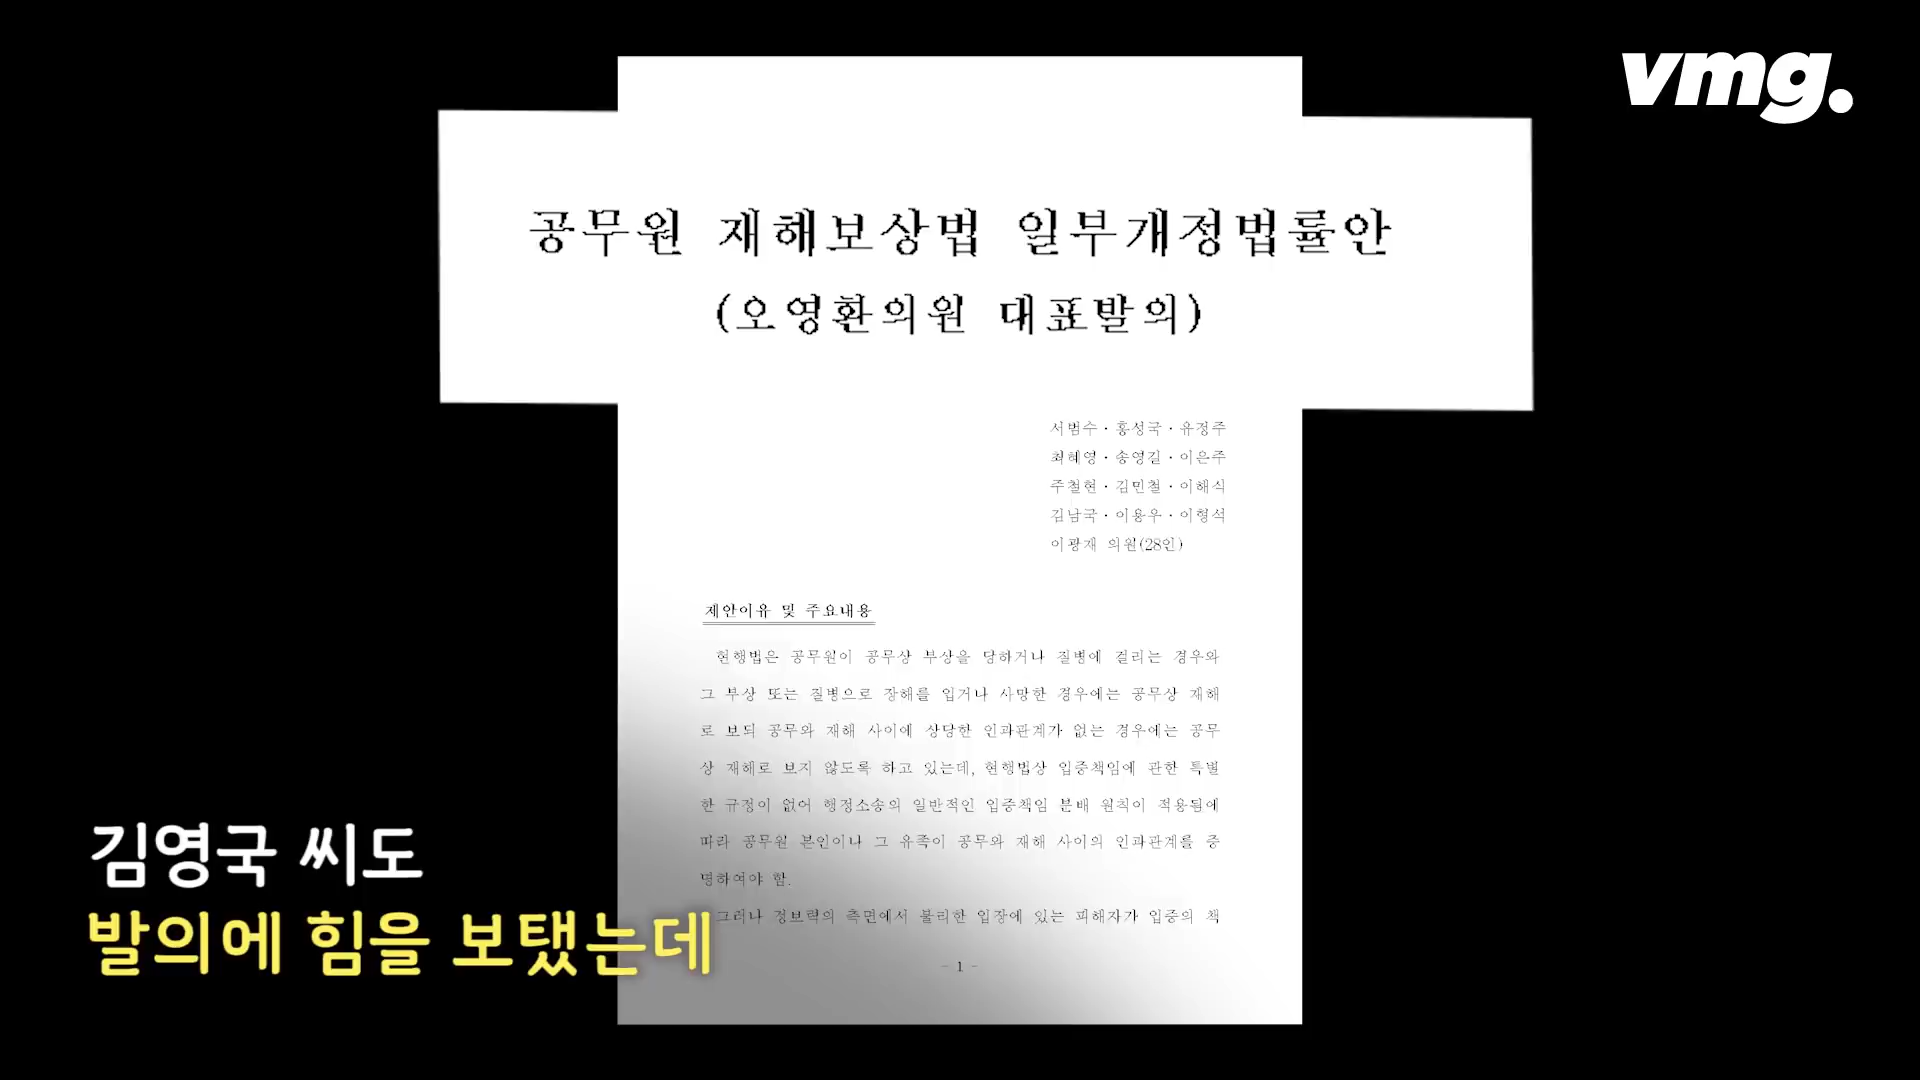 vmg.
공무원 재해보상법 일부개정법률안
(오영환의원 대표발의)
서범수·홍성국·유정주
최혜영·송영길·이은주
주철현·김민철·이해식
김남국·이용우·이형석
이광재 의원(28인)
제안이유 및 주요내용
현행법은 공무원이 공무상 부상을 당하거나 질병에 걸리는 경우와
그 부상 또는 질병으로 장해를 입거나 사망한 경우에는 공무상 재해
로 보되 공무와 재해 사이에 상당한 인과관계가 없는 경우에는 공무
상 재해로 보지 않도록 하고 있는데, 현행법상 입증책임에 관한 특별
한 규정이 없어 행정소송의 일반적인 입증책임 분배 원칙이 적용됨에
따라 공무원 본인이나 그 유족이 공무와 재해 사이의 인과관계를 증
명하여야 함.
그러나 정보력의 측면에서 불리한 입장에 있는 피해자가 입증의 책
- 1 -
김영국 씨도
발의에 힘을 보탰는데